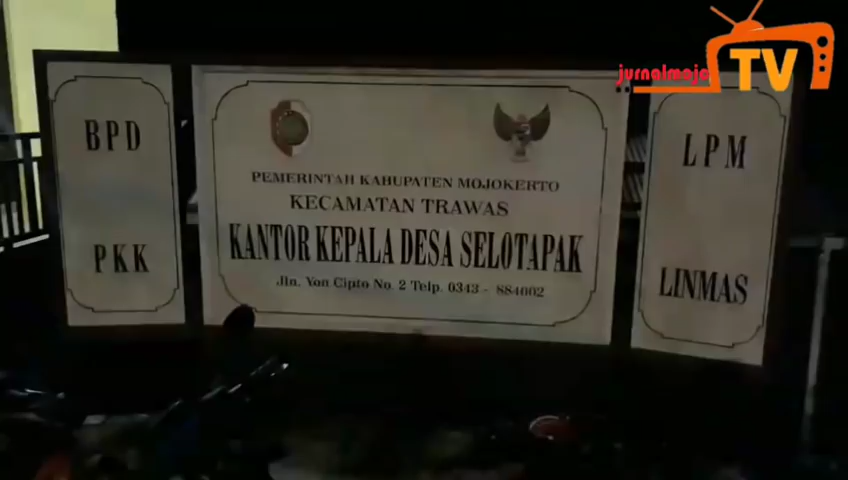 jurnalmojo
TV
BPD
PKK
PEMERINTAH KABUPATEN MOJOKERTO
KECAMATAN TRAWAS
KANTOR KEPALA DESA SELOTAPAK
Jln. Yon Cipto No. 2 Telp. 0343 - 884602
LPM
LINMAS